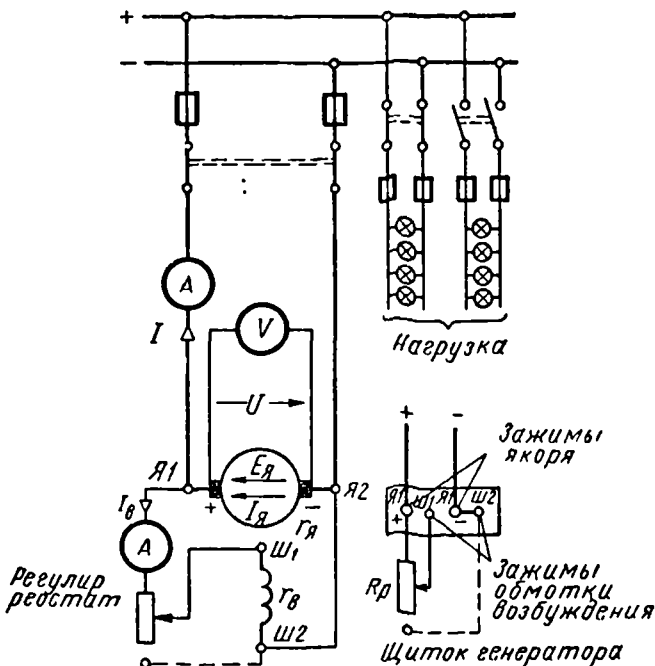 +
−
A
I
V
Нагрузка
U
Я1
Eя
Iя
+
−
Я2
rя
Iв
A
Ш1
Регулир
реостат
rв
Ш2
+
−
Зажимы
якоря
Я1
Ш1
Я1
Ш2
+
−
Rр
Зажимы
обмотки
возбуждения
Щиток генератора